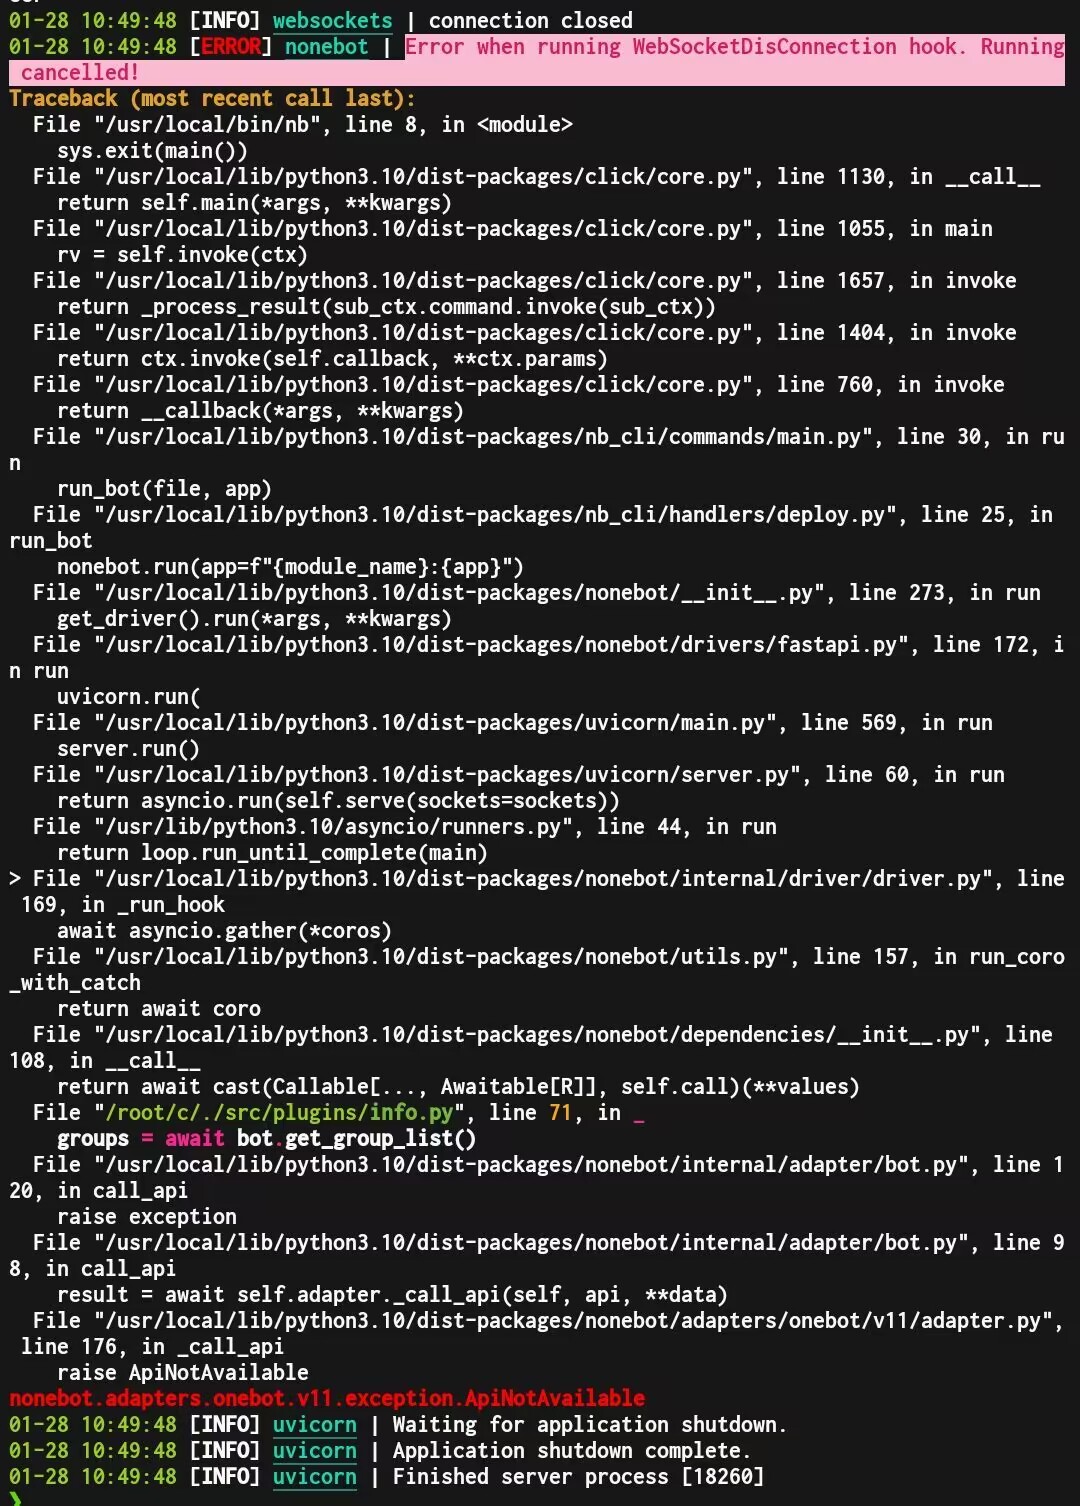 01-28 10:49:48 [INFO] websockets | connection closed
01-28 10:49:48 [ERROR] nonebot | Error when running WebSocketDisConnection hook. Running
 cancelled!
Traceback (most recent call last):
  File "/usr/local/bin/nb", line 8, in <module>
    sys.exit(main())
  File "/usr/local/lib/python3.10/dist-packages/click/core.py", line 1130, in __call__
    return self.main(*args, **kwargs)
  File "/usr/local/lib/python3.10/dist-packages/click/core.py", line 1055, in main
    rv = self.invoke(ctx)
  File "/usr/local/lib/python3.10/dist-packages/click/core.py", line 1657, in invoke
    return _process_result(sub_ctx.command.invoke(sub_ctx))
  File "/usr/local/lib/python3.10/dist-packages/click/core.py", line 1404, in invoke
    return ctx.invoke(self.callback, **ctx.params)
  File "/usr/local/lib/python3.10/dist-packages/click/core.py", line 760, in invoke
    return __callback(*args, **kwargs)
  File "/usr/local/lib/python3.10/dist-packages/nb_cli/commands/main.py", line 30, in ru
n
    run_bot(file, app)
  File "/usr/local/lib/python3.10/dist-packages/nb_cli/handlers/deploy.py", line 25, in
run_bot
    nonebot.run(app=f"{module_name}:{app}")
  File "/usr/local/lib/python3.10/dist-packages/nonebot/__init__.py", line 273, in run
    get_driver().run(*args, **kwargs)
  File "/usr/local/lib/python3.10/dist-packages/nonebot/drivers/fastapi.py", line 172, i
n run
    uvicorn.run(
  File "/usr/local/lib/python3.10/dist-packages/uvicorn/main.py", line 569, in run
    server.run()
  File "/usr/local/lib/python3.10/dist-packages/uvicorn/server.py", line 60, in run
    return asyncio.run(self.serve(sockets=sockets))
  File "/usr/lib/python3.10/asyncio/runners.py", line 44, in run
    return loop.run_until_complete(main)
> File "/usr/local/lib/python3.10/dist-packages/nonebot/internal/driver/driver.py", line
 169, in _run_hook
    await asyncio.gather(*coros)
  File "/usr/local/lib/python3.10/dist-packages/nonebot/utils.py", line 157, in run_coro
_with_catch
    return await coro
  File "/usr/local/lib/python3.10/dist-packages/nonebot/dependencies/__init__.py", line
108, in __call__
    return await cast(Callable[..., Awaitable[R]], self.call)(**values)
  File "/root/c/./src/plugins/info.py", line 71, in _
    groups = await bot.get_group_list()
  File "/usr/local/lib/python3.10/dist-packages/nonebot/internal/adapter/bot.py", line 1
20, in call_api
    raise exception
  File "/usr/local/lib/python3.10/dist-packages/nonebot/internal/adapter/bot.py", line 9
8, in call_api
    result = await self.adapter._call_api(self, api, **data)
  File "/usr/local/lib/python3.10/dist-packages/nonebot/adapters/onebot/v11/adapter.py",
 line 176, in _call_api
    raise ApiNotAvailable
nonebot.adapters.onebot.v11.exception.ApiNotAvailable
01-28 10:49:48 [INFO] uvicorn | Waiting for application shutdown.
01-28 10:49:48 [INFO] uvicorn | Application shutdown complete.
01-28 10:49:48 [INFO] uvicorn | Finished server process [18260]
❯